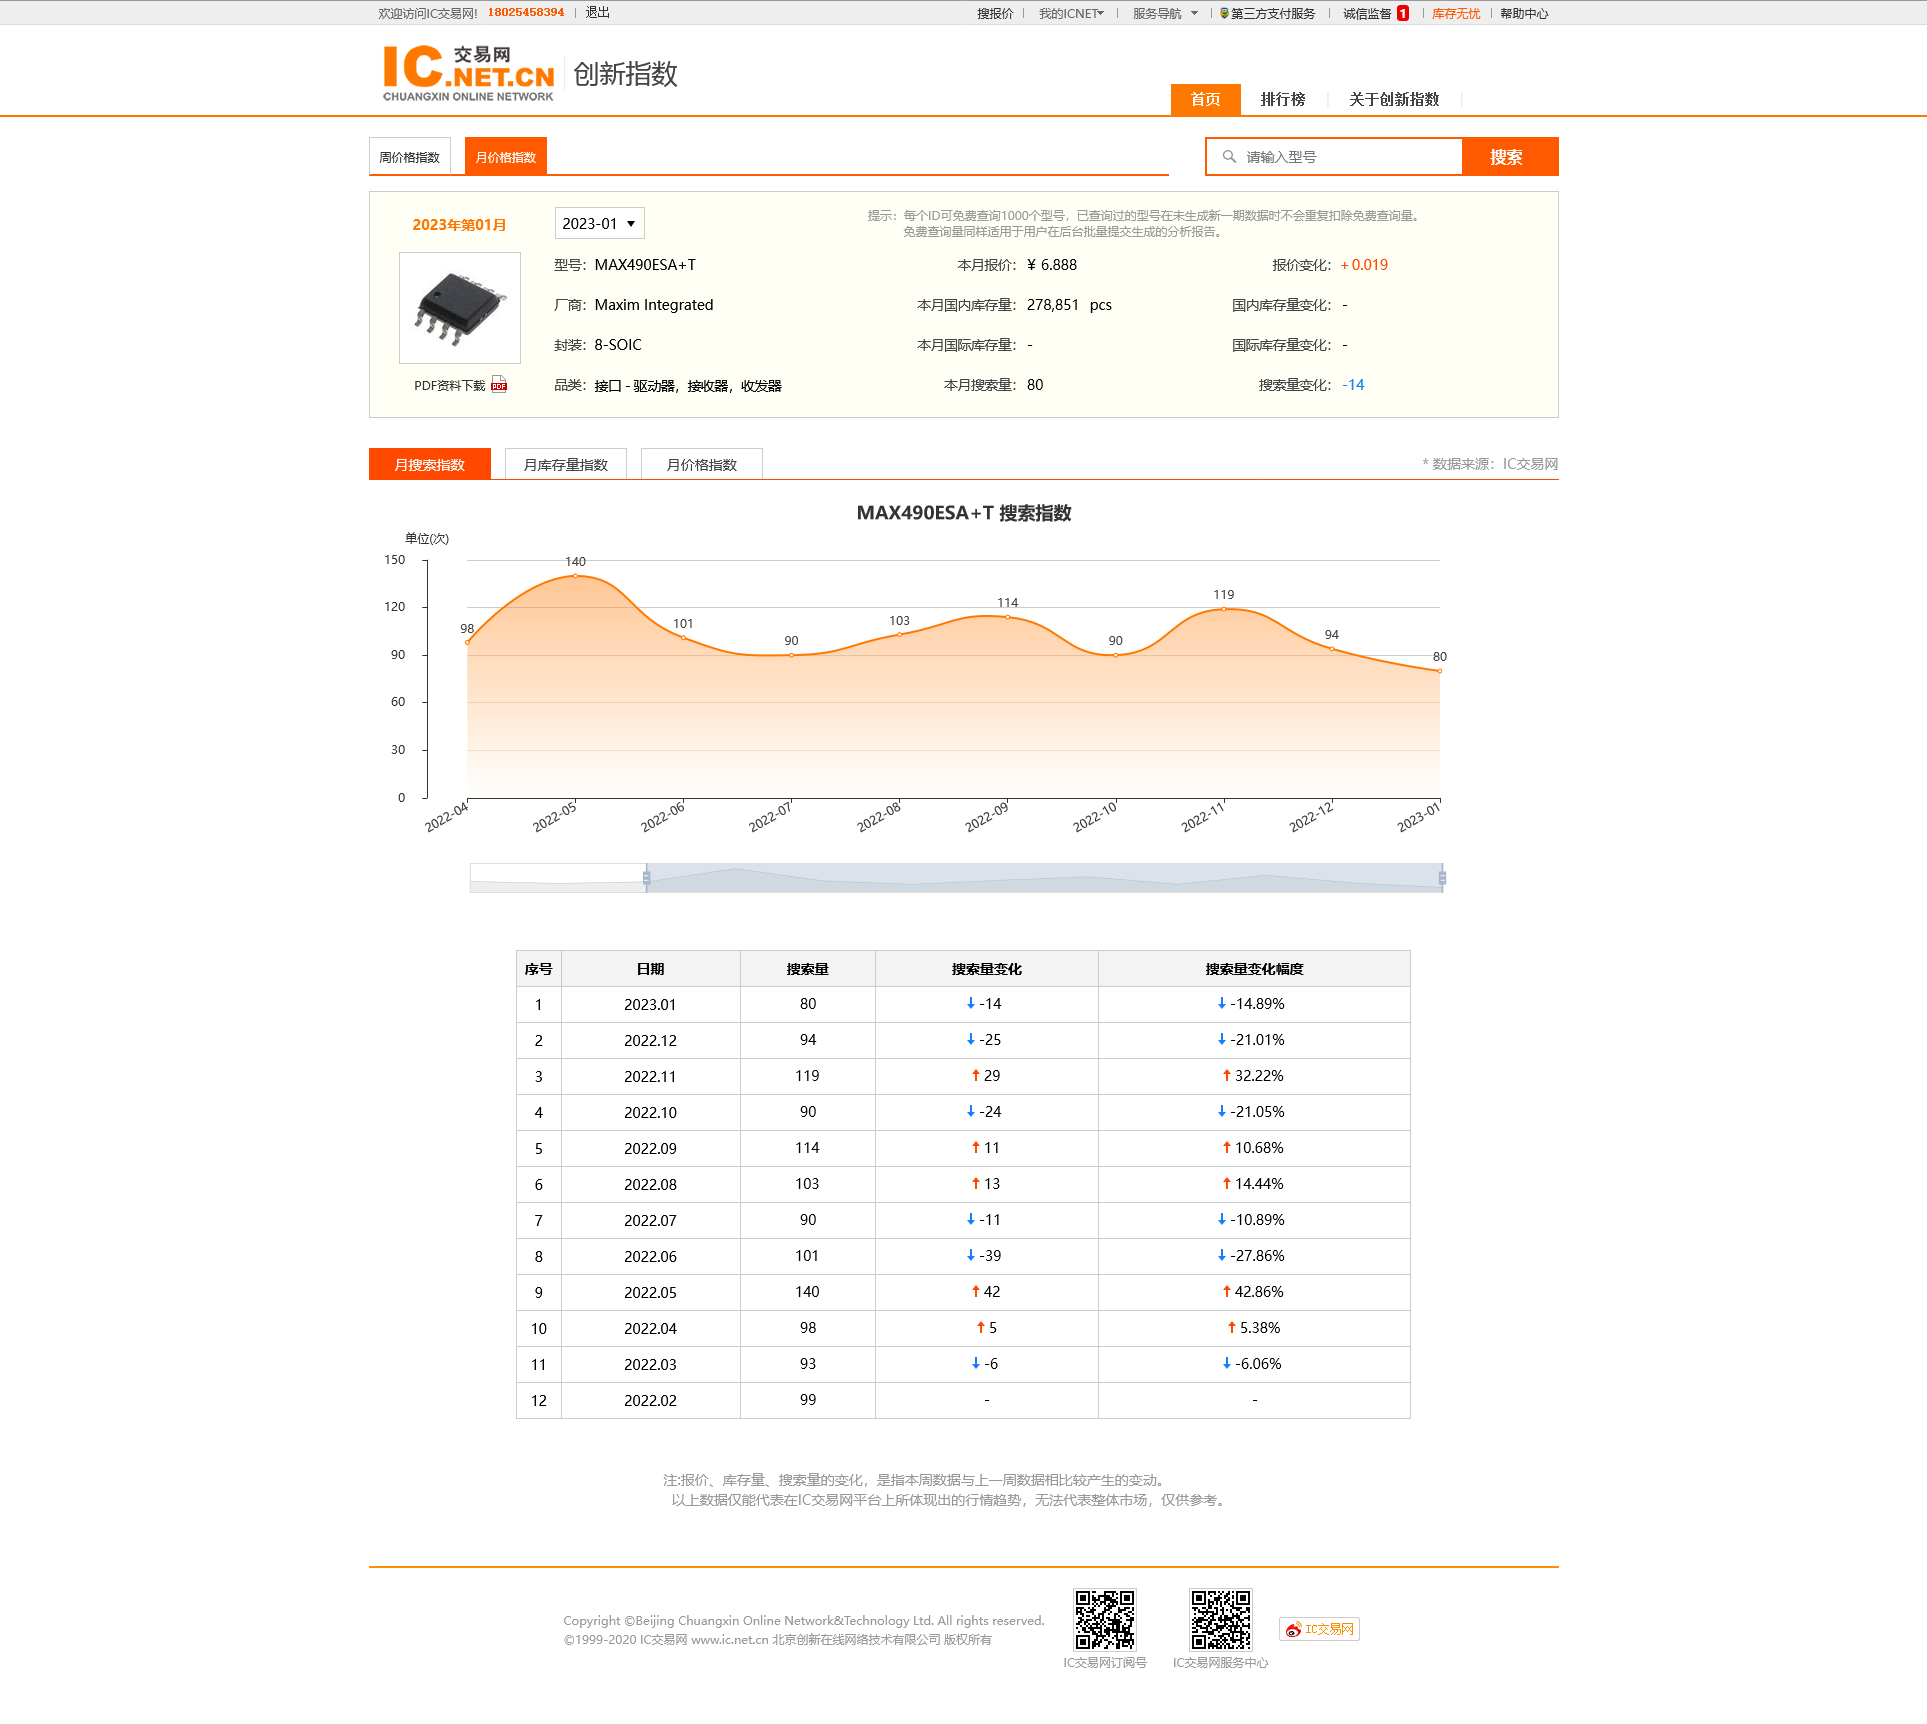 欢迎访问IC交易网! 18025458394 退出 搜报价 我的ICNET 服务导航 第三方支付服务 诚信监督 1 库存无忧 帮助中心
IC 交易网 .NET.CN 创新指数
CHUANGXIN ONLINE NETWORK
首页 排行榜 关于创新指数
周价格指数 月价格指数 请输入型号 搜索
2023年第01月 2023-01 提示: 每个ID可免费查询1000个型号，已查询过的型号在未生成新一期数据时不会重复扣除免费查询量。
免费查询量同样适用于用户在后台批量提交生成的分析报告。
型号: MAX490ESA+T 本月报价: ¥ 6.888 报价变化: + 0.019
厂商: Maxim Integrated 本月国内库存量: 278,851 pcs 国内库存量变化: -
封装: 8-SOIC 本月国际库存量: - 国际库存量变化: -
PDF资料下载 PDF 品类: 接口 - 驱动器，接收器，收发器 本月搜索量: 80 搜索量变化: -14
月搜索指数 月库存量指数 月价格指数 * 数据来源: IC交易网
MAX490ESA+T 搜索指数
单位(次)
150
120
90
60
30
0
98 140 101 90 103 114 90 119 94 80
2022-04 2022-05 2022-06 2022-07 2022-08 2022-09 2022-10 2022-11 2022-12 2023-01
序号 日期 搜索量 搜索量变化 搜索量变化幅度
1 2023.01 80 ↓ -14 ↓ -14.89%
2 2022.12 94 ↓ -25 ↓ -21.01%
3 2022.11 119 ↑ 29 ↑ 32.22%
4 2022.10 90 ↓ -24 ↓ -21.05%
5 2022.09 114 ↑ 11 ↑ 10.68%
6 2022.08 103 ↑ 13 ↑ 14.44%
7 2022.07 90 ↓ -11 ↓ -10.89%
8 2022.06 101 ↓ -39 ↓ -27.86%
9 2022.05 140 ↑ 42 ↑ 42.86%
10 2022.04 98 ↑ 5 ↑ 5.38%
11 2022.03 93 ↓ -6 ↓ -6.06%
12 2022.02 99 - -
注:报价、库存量、搜索量的变化，是指本周数据与上一周数据相比较产生的变动。
以上数据仅能代表在IC交易网平台上所体现出的行情趋势，无法代表整体市场，仅供参考。
Copyright ©Beijing Chuangxin Online Network&Technology Ltd. All rights reserved.
©1999-2020 IC交易网 www.ic.net.cn 北京创新在线网络技术有限公司 版权所有
IC交易网订阅号 IC交易网服务中心 IC交易网